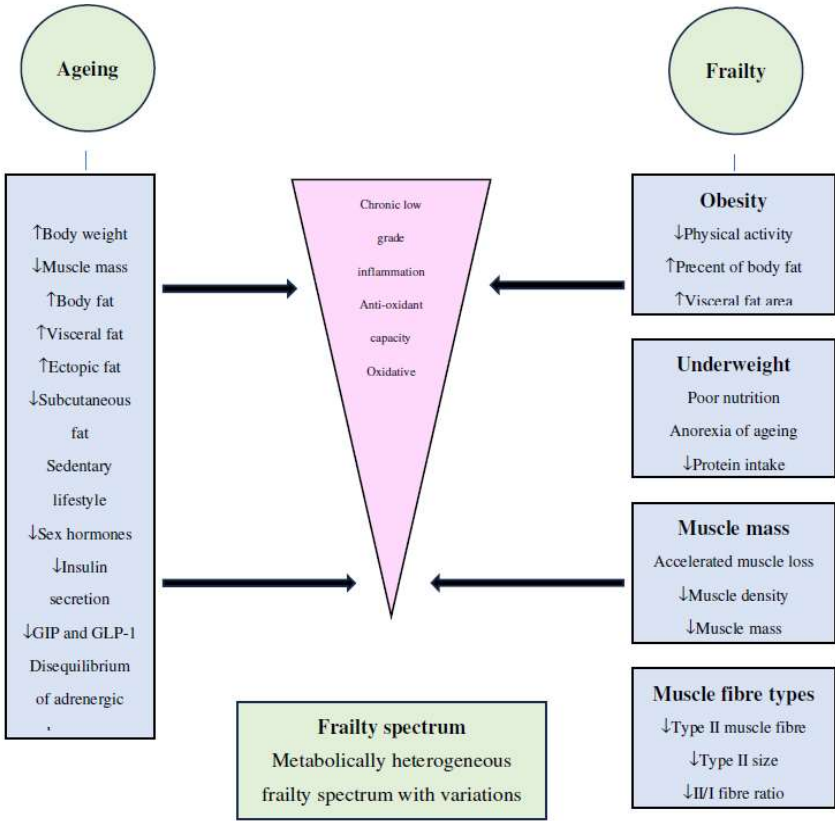 Ageing
↑Body weight
↓Muscle mass
↑Body fat
↑Visceral fat
↑Ectopic fat
↓Subcutaneous
fat
Sedentary
lifestyle
↓Sex hormones
↓Insulin
secretion
↓GIP and GLP-1
Disequilibrium
of adrenergic
Chronic low
grade
inflammation
Anti-oxidant
capacity
Oxidative
Frailty
Obesity
↓Physical activity
↑Precent of body fat
↑Visceral fat area
Underweight
Poor nutrition
Anorexia of ageing
↓Protein intake
Muscle mass
Accelerated muscle loss
↓Muscle density
↓Muscle mass
Muscle fibre types
↓Type II muscle fibre
↓Type II size
↓II/I fibre ratio
Frailty spectrum
Metabolically heterogeneous
frailty spectrum with variations